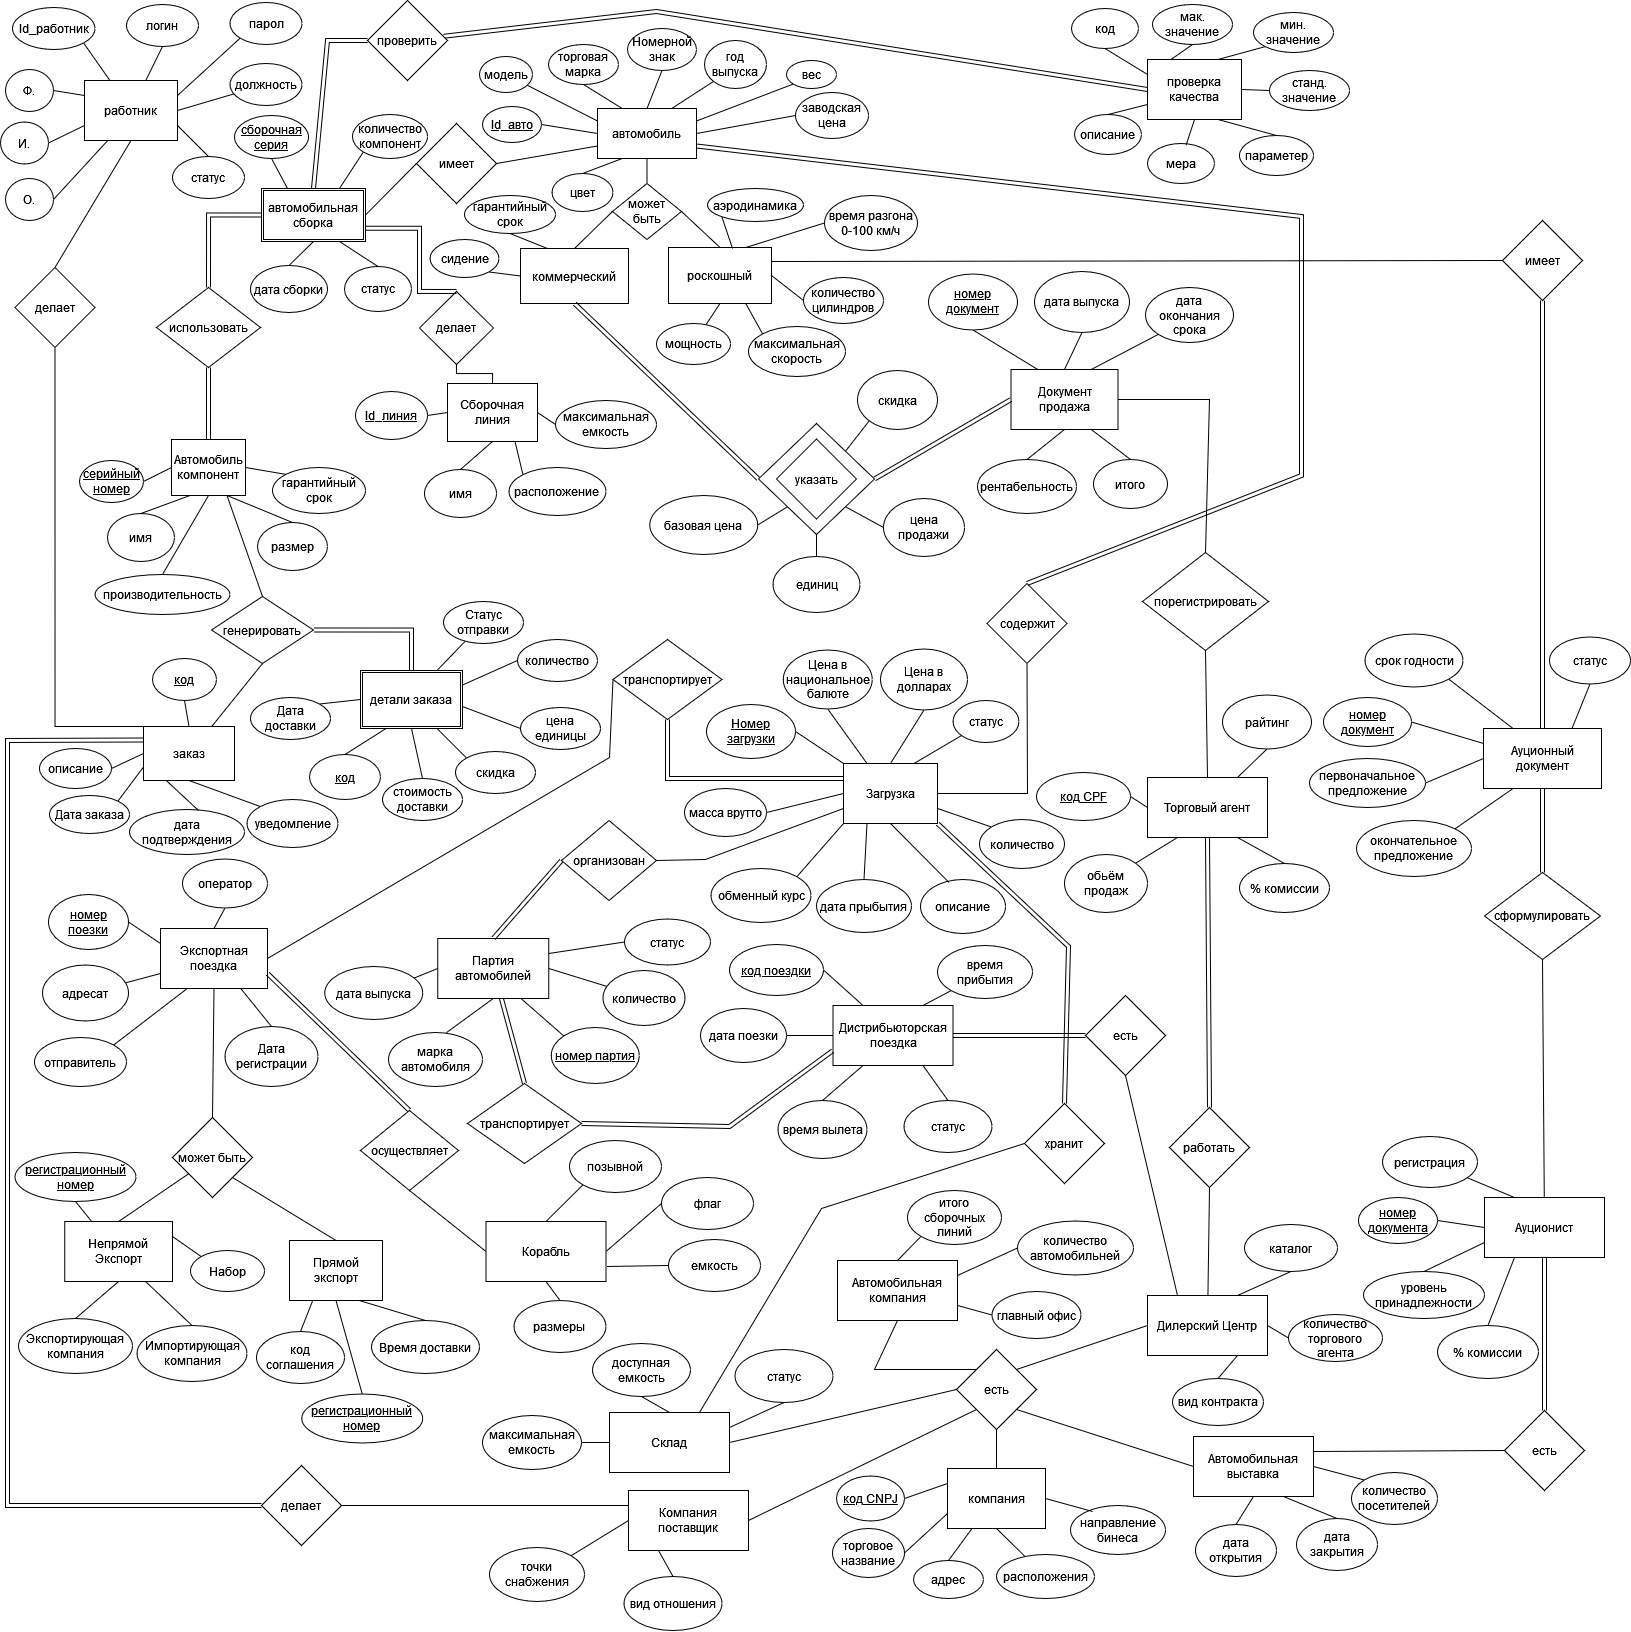 Id_работник
логин
парол
Ф.
работник
должность
И.
О.
статус
проверить
код
мак.
значение
мин.
значение
проверка
качества
станд.
значение
описание
мера
параметр
модель
торговая
марка
Номерной
знак
год
выпуска
вес
заводская
цена
Id_авто
автомобиль
цвет
сборочная
серия
количество
компонент
имеет
автомобильная
сборка
дата сборки
статус
может
быть
гарантийный
срок
сидение
коммерческий
аэродинамика
время разгона
0-100 км/ч
роскошный
количество
цилиндров
мощность
максимальная
скорость
имеет
делает
использовать
делает
номер
документ
дата выпуска
дата
окончания
срока
Документ
продажа
рентабельность
итого
Id_линия
Сборочная
линия
максимальная
емкость
имя
расположение
скидка
указать
базовая цена
цена
продажи
единиц
серийный
номер
Автомобиль
компонент
гарантийный
срок
имя
размер
производительность
генерировать
Статус
отправки
количество
детали заказа
Дата
доставки
цена
единицы
код
стоимость
доставки
скидка
код
заказ
описание
Дата заказа
дата
подтверждения
уведомление
содержит
порегистрировать
транспортирует
Цена в
национальное
балюте
Цена в
долларах
Номер
загрузки
статус
Загрузка
масса врутто
количество
обменный курс
дата прыбытия
описание
организован
райтинг
код CPF
Торговый агент
обьём
продаж
% комиссии
срок годности
статус
номер
документ
Ауционный
документ
первоначальное
предложение
окончательное
предложение
сформулировать
оператор
номер
поезки
Экспортная
поездка
адресат
отправитель
Дата
регистрации
Партия
автомобилей
статус
дата выпуска
количество
марка
автомобиля
номер партия
код поездки
время
прибытия
дата поезки
Дистрибьюторская
поездка
время вылета
статус
есть
транспортирует
хранит
работать
может быть
осуществляет
регистрационный
номер
Непрямой
Экспорт
Набор
Экспортирующая
компания
Импортирующая
компания
Прямой
экспорт
код
соглашения
Время доставки
регистрационный
номер
позывной
флаг
Корабль
емкость
размеры
итого
сборочных
линий
количество
автомобильней
Автомобильная
компания
главный офис
каталог
Дилерский Центр
количество
торгового
агента
вид контракта
регистрация
номер
документа
Ауционист
уровень
принадлежности
% комиссии
доступная
емкость
статус
максимальная
емкость
Склад
есть
есть
Автомобильная
выставка
количество
посетителей
дата
открытия
дата
закрытия
код CNPJ
компания
направление
бинеса
торговое
название
адрес
расположения
делает
Компания
поставщик
точки
снабжения
вид отношения